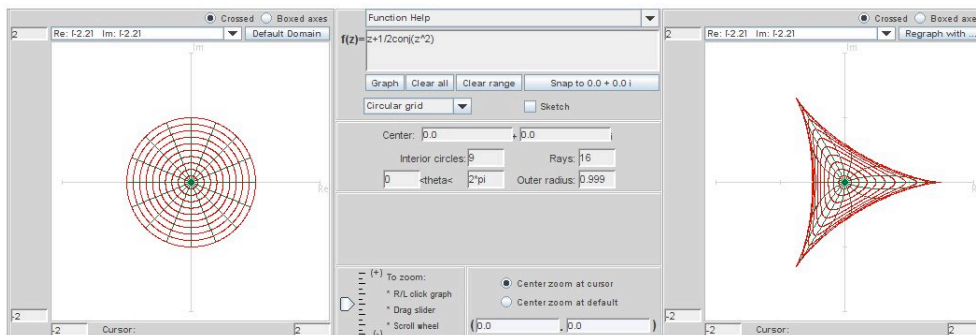 Crossed Boxed axes
2 Re: [-2,2] Im: [-2,2] Default Domain
Im
Re
-2
-2 Cursor: 2
Function Help
f(z)= z+1/2conj(z^2)
Graph Clear all Clear range Snap to 0.0 + 0.0 i
Circular grid Sketch
Center: 0.0 + 0.0 i
Interior circles: 9 Rays: 16
0 <theta< 2*pi Outer radius: 0.999
(+) To zoom:
* R/L click graph
* Drag slider
* Scroll wheel
(-)
Center zoom at cursor
Center zoom at default
( 0.0 , 0.0 )
Crossed Boxed axes
2 Re: [-2,2] Im: [-2,2] Regraph with ...
Im
Re
-2
-2 Cursor: 2